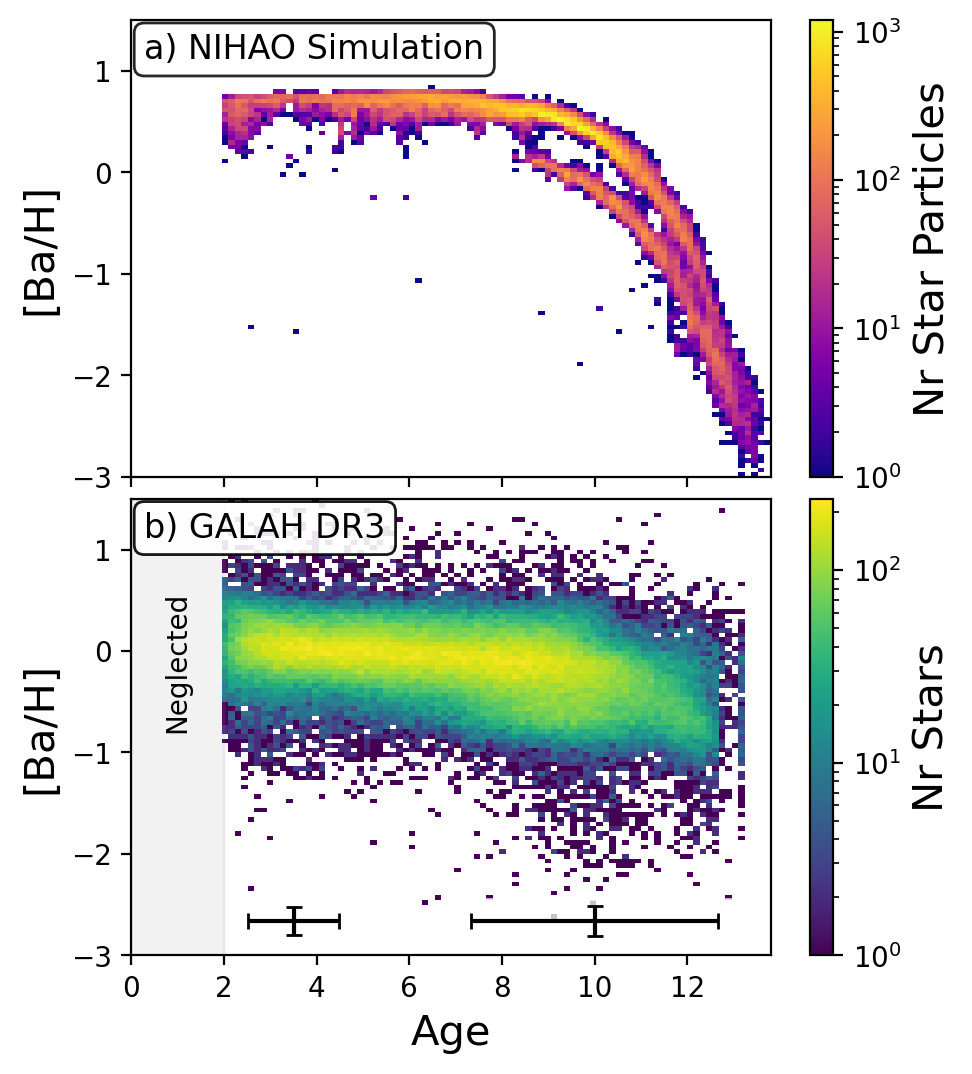 a) NIHAO Simulation
1
0
−1
−2
−3
[Ba/H]
10³
10²
10¹
10⁰
Nr Star Particles
b) GALAH DR3
Neglected
1
0
−1
−2
−3
[Ba/H]
10²
10¹
10⁰
Nr Stars
0 2 4 6 8 10 12
Age